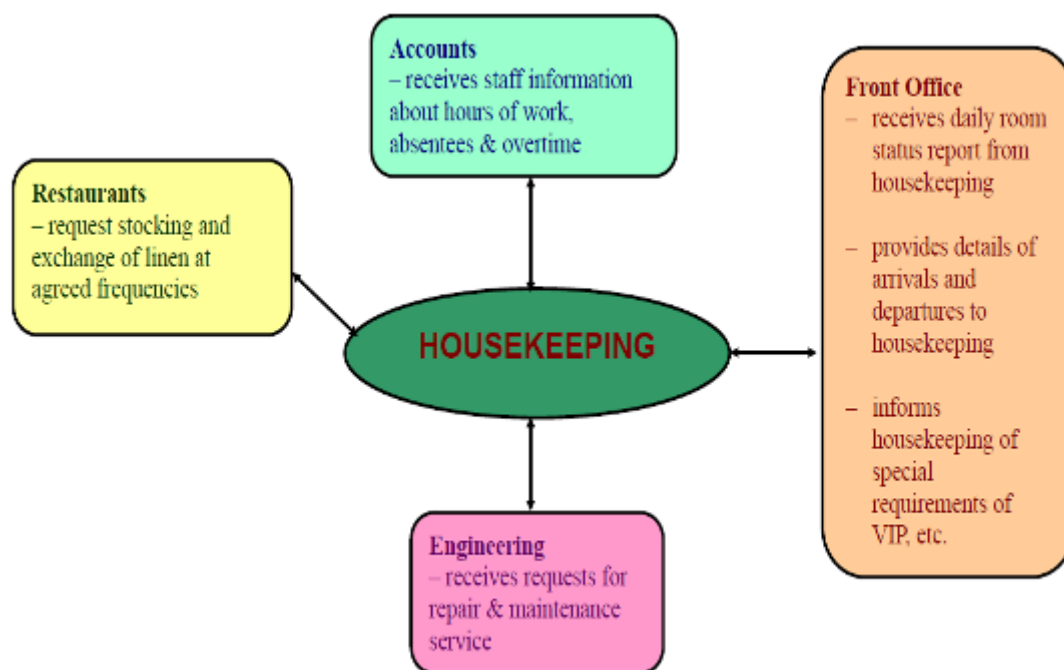 Accounts
– receives staff information
about hours of work,
absentees & overtime
Front Office
– receives daily room
status report from
housekeeping
– provides details of
arrivals and
departures to
housekeeping
– informs
housekeeping of
special
requirements of
VIP, etc.
Restaurants
– request stocking and
exchange of linen at
agreed frequencies
HOUSEKEEPING
Engineering
– receives requests for
repair & maintenance
service